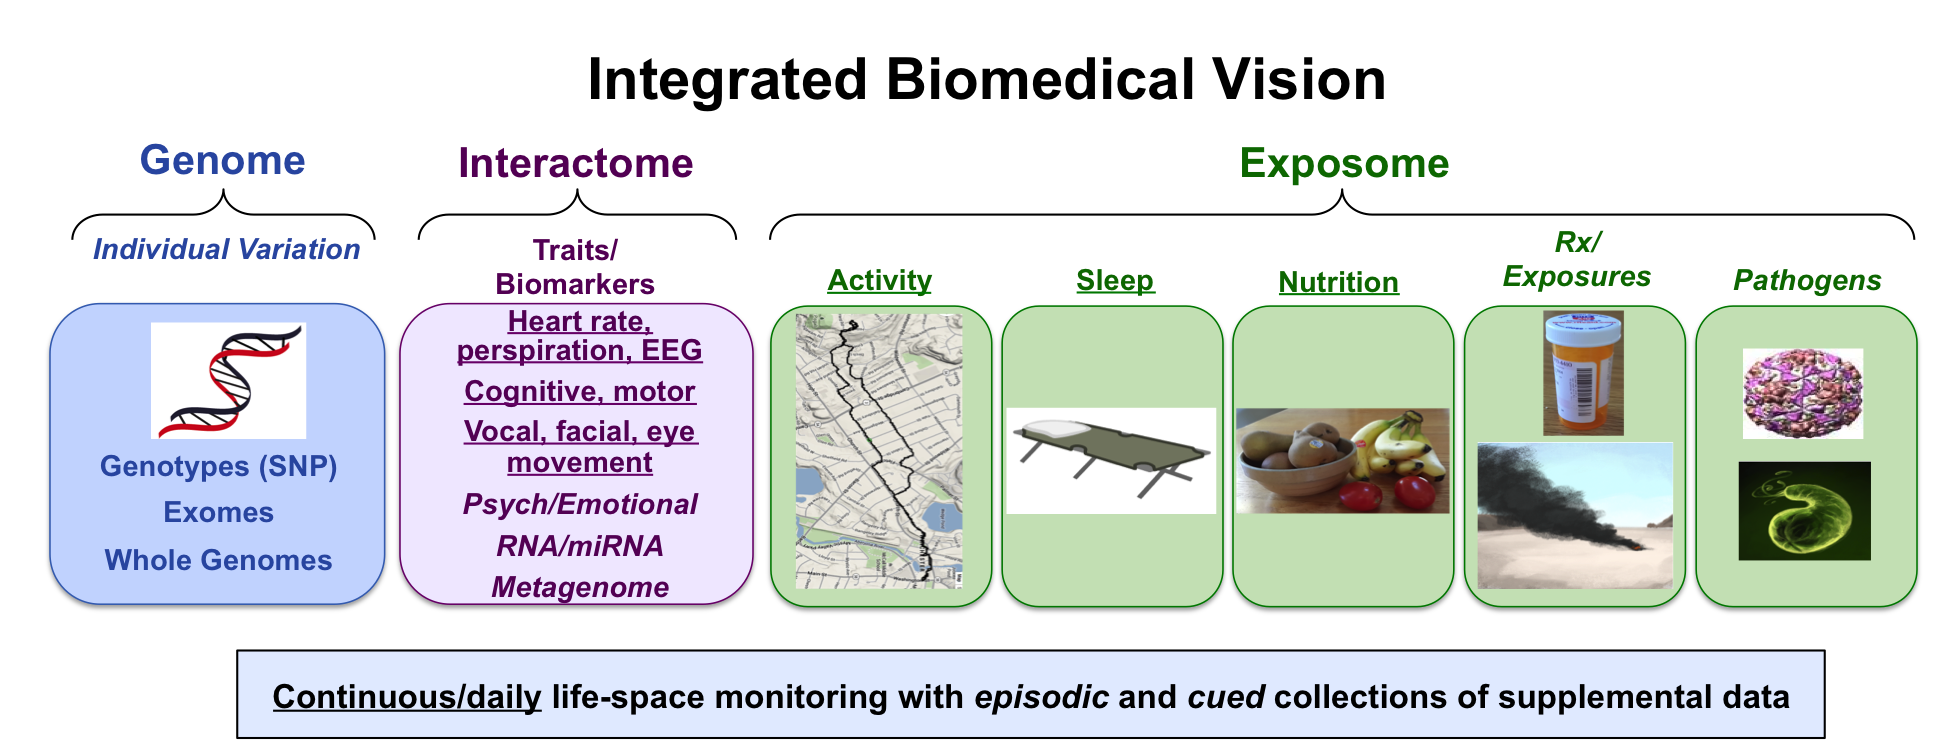 Integrated Biomedical Vision
Genome
Interactome
Exposome
Individual Variation
Genotypes (SNP)
Exomes
Whole Genomes
Traits/
Biomarkers
Heart rate,
perspiration, EEG
Cognitive, motor
Vocal, facial, eye
movement
Psych/Emotional
RNA/miRNA
Metagenome
Activity
Sleep
Nutrition
Rx/
Exposures
Pathogens
Continuous/daily life-space monitoring with episodic and cued collections of supplemental data